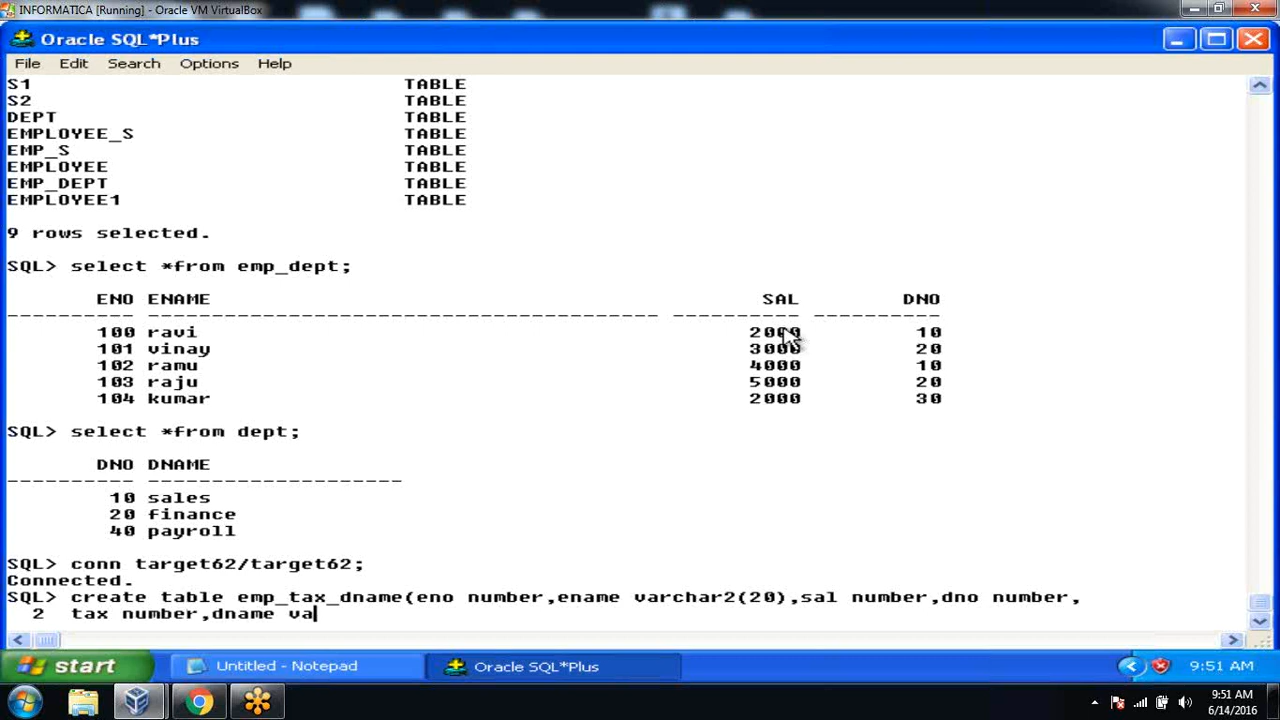 INFORMATICA [Running] - Oracle VM VirtualBox
Oracle SQL*Plus
File Edit Search Options Help
S1 TABLE
S2 TABLE
DEPT TABLE
EMPLOYEE_S TABLE
EMP_S TABLE
EMPLOYEE TABLE
EMP_DEPT TABLE
EMPLOYEE1 TABLE
9 rows selected.
SQL> select *from emp_dept;
ENO ENAME SAL DNO
---------- ---------------------------------------- ---------- ----------
100 ravi 2000 10
101 vinay 3000 20
102 ramu 4000 10
103 raju 5000 20
104 kumar 2000 30
SQL> select *from dept;
DNO DNAME
---------- --------------------
10 sales
20 finance
40 payroll
SQL> conn target62/target62;
Connected.
SQL> create table emp_tax_dname(eno number,ename varchar2(20),sal number,dno number,
2 tax number,dname va
start Untitled - Notepad Oracle SQL*Plus 9:51 AM
9:51 AM
6/14/2016